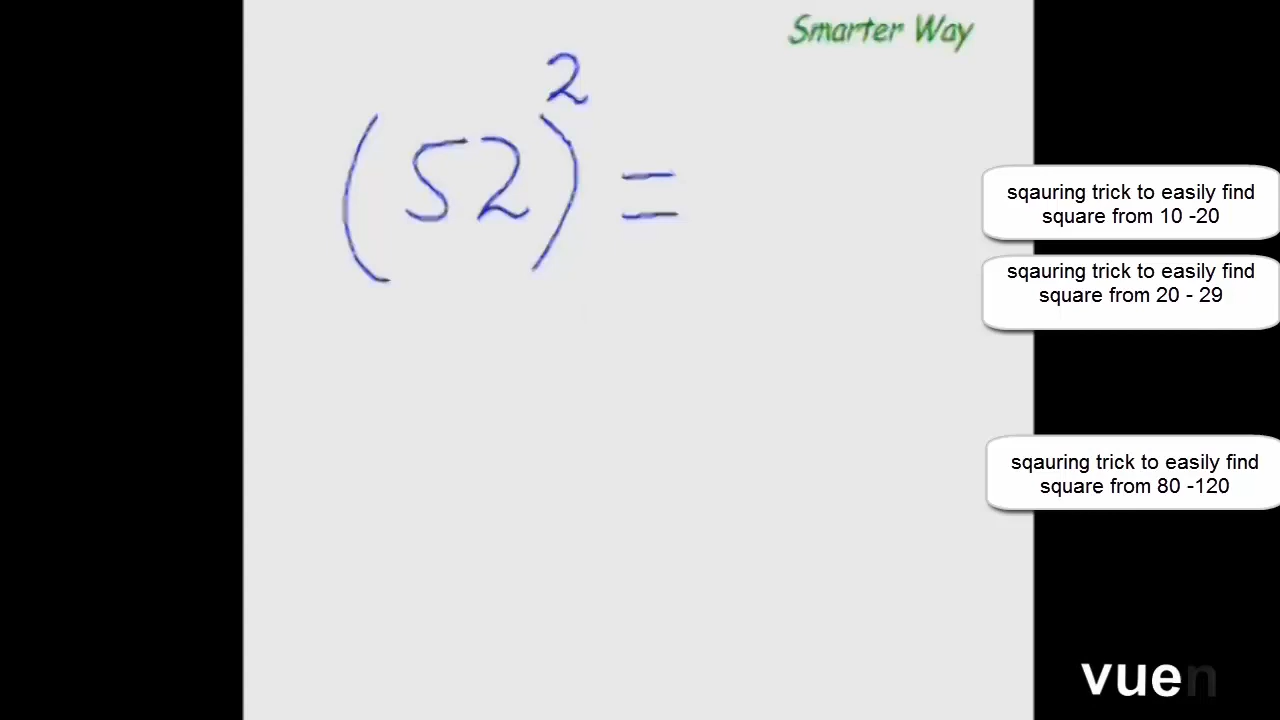 Smarter Way
(52)² =
sqauring trick to easily find
square from 10 -20
sqauring trick to easily find
square from 20 - 29
sqauring trick to easily find
square from 80 -120
vuen